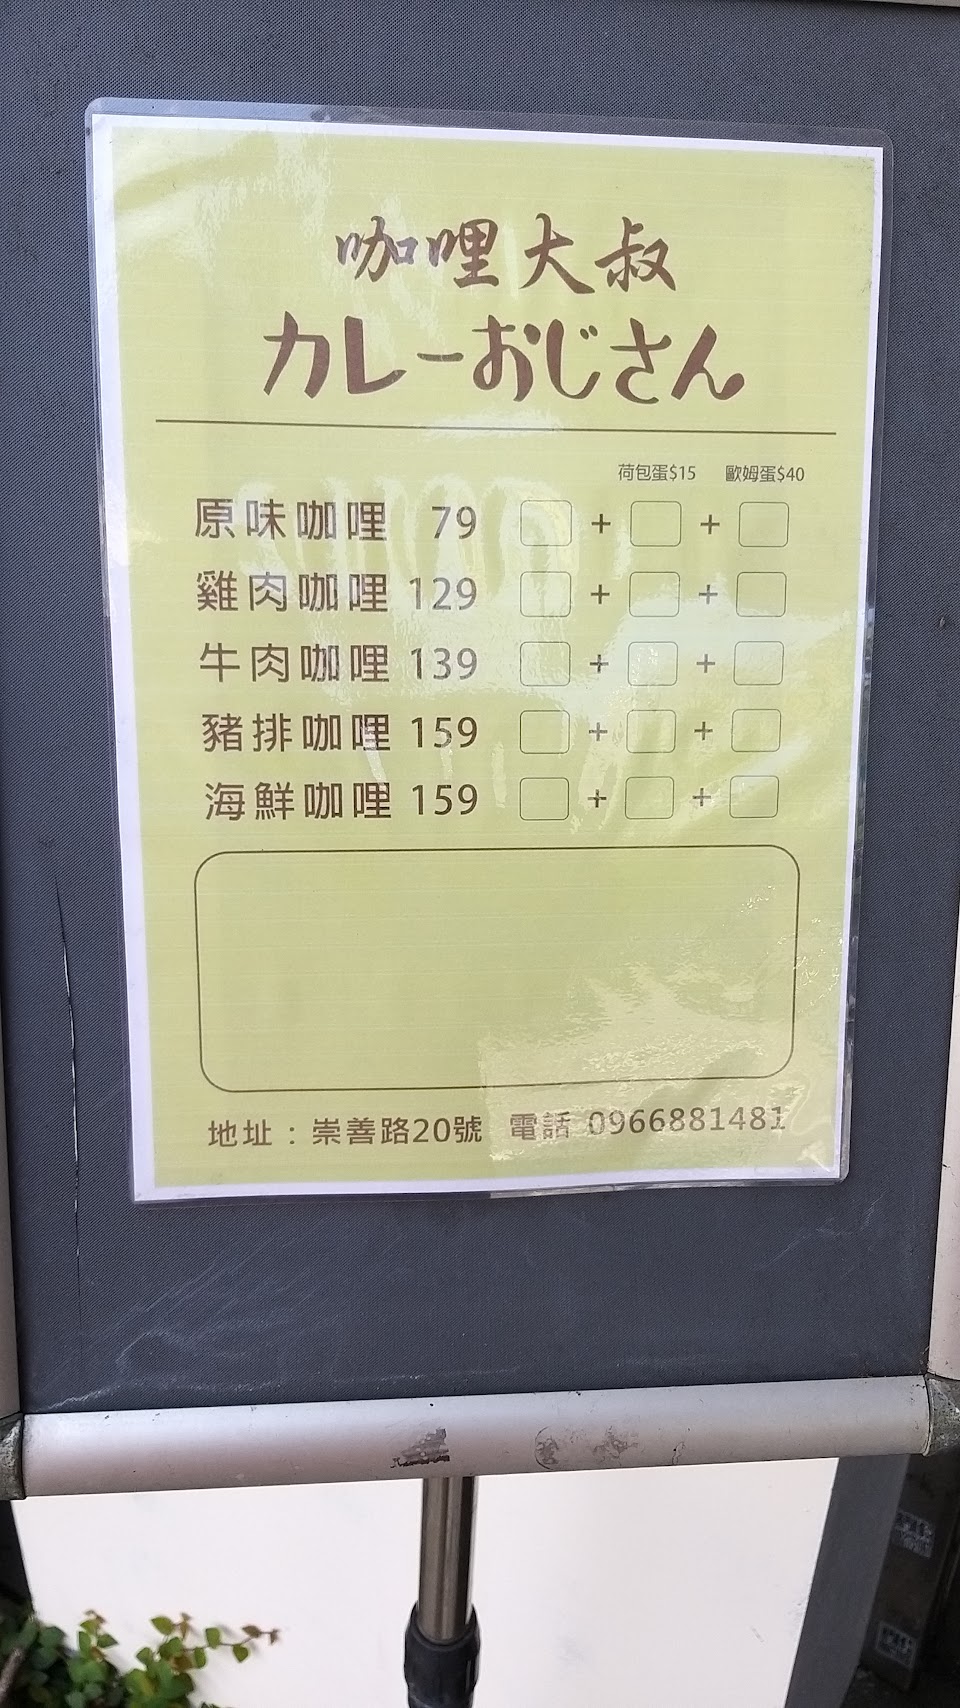 咖哩大叔
カレーおじさん
荷包蛋$15 歐姆蛋$40
原味咖哩 79 + +
雞肉咖哩 129 + +
牛肉咖哩 139 + +
豬排咖哩 159 + +
海鮮咖哩 159 + +
地址：崇善路20號 電話 0966881481